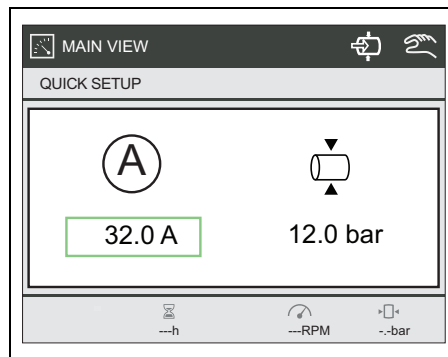 MAIN VIEW
QUICK SETUP
A
32.0 A 12.0 bar
---h ---RPM -.-bar